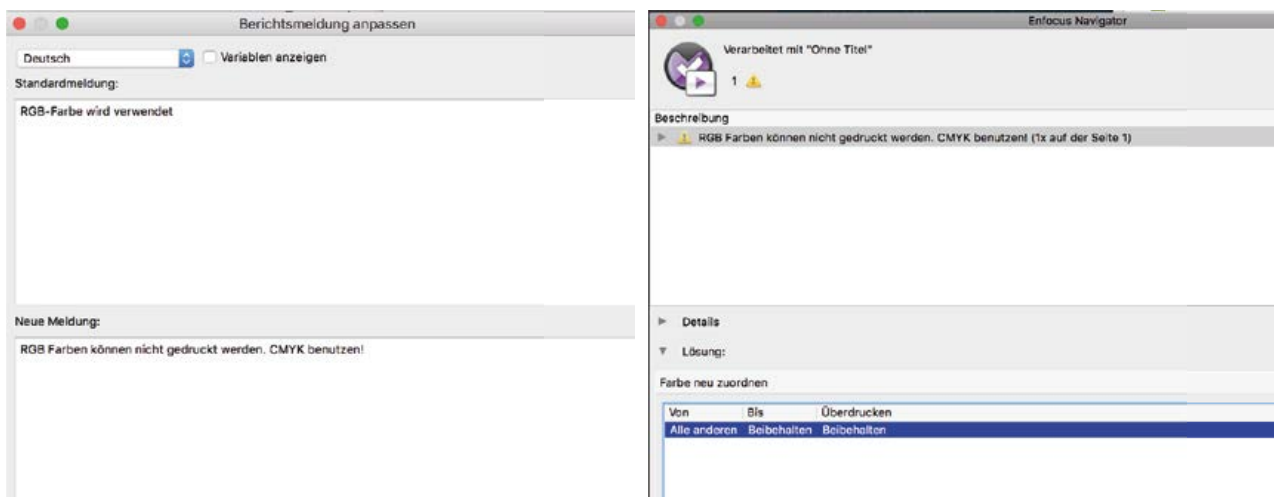 Berichtsmeldung anpassen
Deutsch
Variablen anzeigen
Standardmeldung:
RGB-Farbe wird verwendet
Neue Meldung:
RGB Farben können nicht gedruckt werden. CMYK benutzen!
Enfocus Navigator
Verarbeitet mit "Ohne Titel"
1
Beschreibung
RGB Farben können nicht gedruckt werden. CMYK benutzen! (1x auf der Seite 1)
Details
Lösung:
Farbe neu zuordnen
Von Bis Überdrucken
Alle anderen Beibehalten Beibehalten